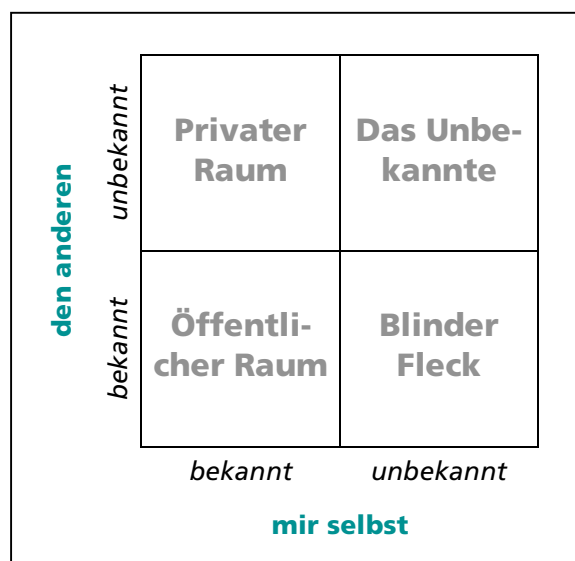 den anderen
unbekannt
Privater
Raum
Das Unbe-
kannte
bekannt
Öffentli-
cher Raum
Blinder
Fleck
bekannt
unbekannt
mir selbst